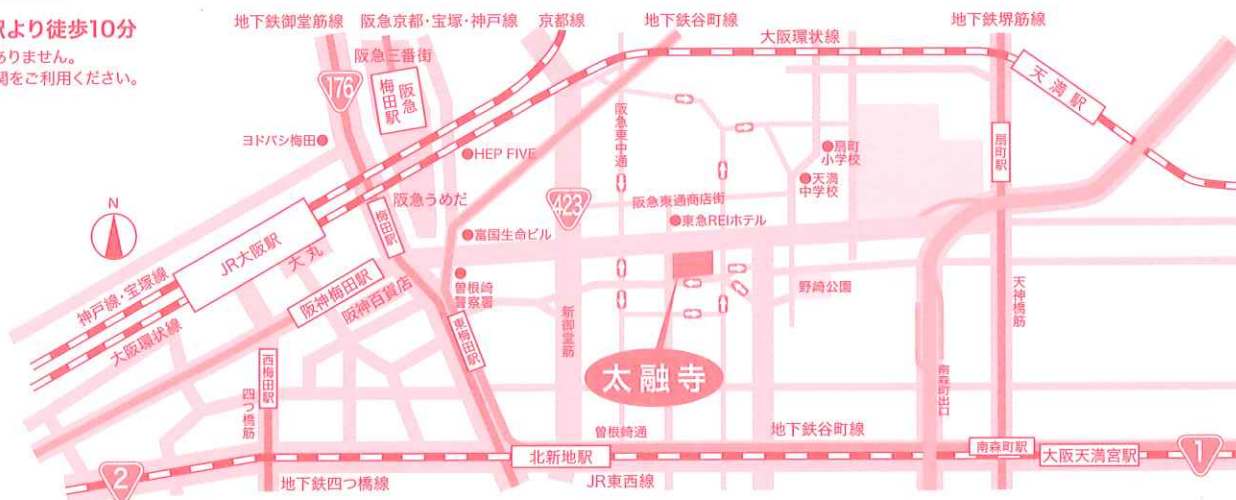 駅より徒歩10分
ありません。
関をご利用ください。
地下鉄御堂筋線
阪急京都・宝塚・神戸線
京都線
地下鉄谷町線
大阪環状線
地下鉄堺筋線
176
阪急三番街
阪急
梅田駅
天満駅
ヨドバシ梅田
HEP FIVE
阪急東中通
扇町
小学校
扇町駅
天満
中学校
N
阪急うめだ
梅田駅
423
阪急東通商店街
東急REIホテル
富国生命ビル
JR大阪駅
大丸
神戸線・宝塚線
大阪環状線
阪神梅田駅
阪神百貨店
曽根崎
警察署
東梅田駅
新御堂筋
野崎公園
天神橋筋
太融寺
西梅田駅
四つ橋筋
南森町出口
曽根崎通
地下鉄谷町線
北新地駅
南森町駅
大阪天満宮駅
1
2
地下鉄四つ橋線
JR東西線